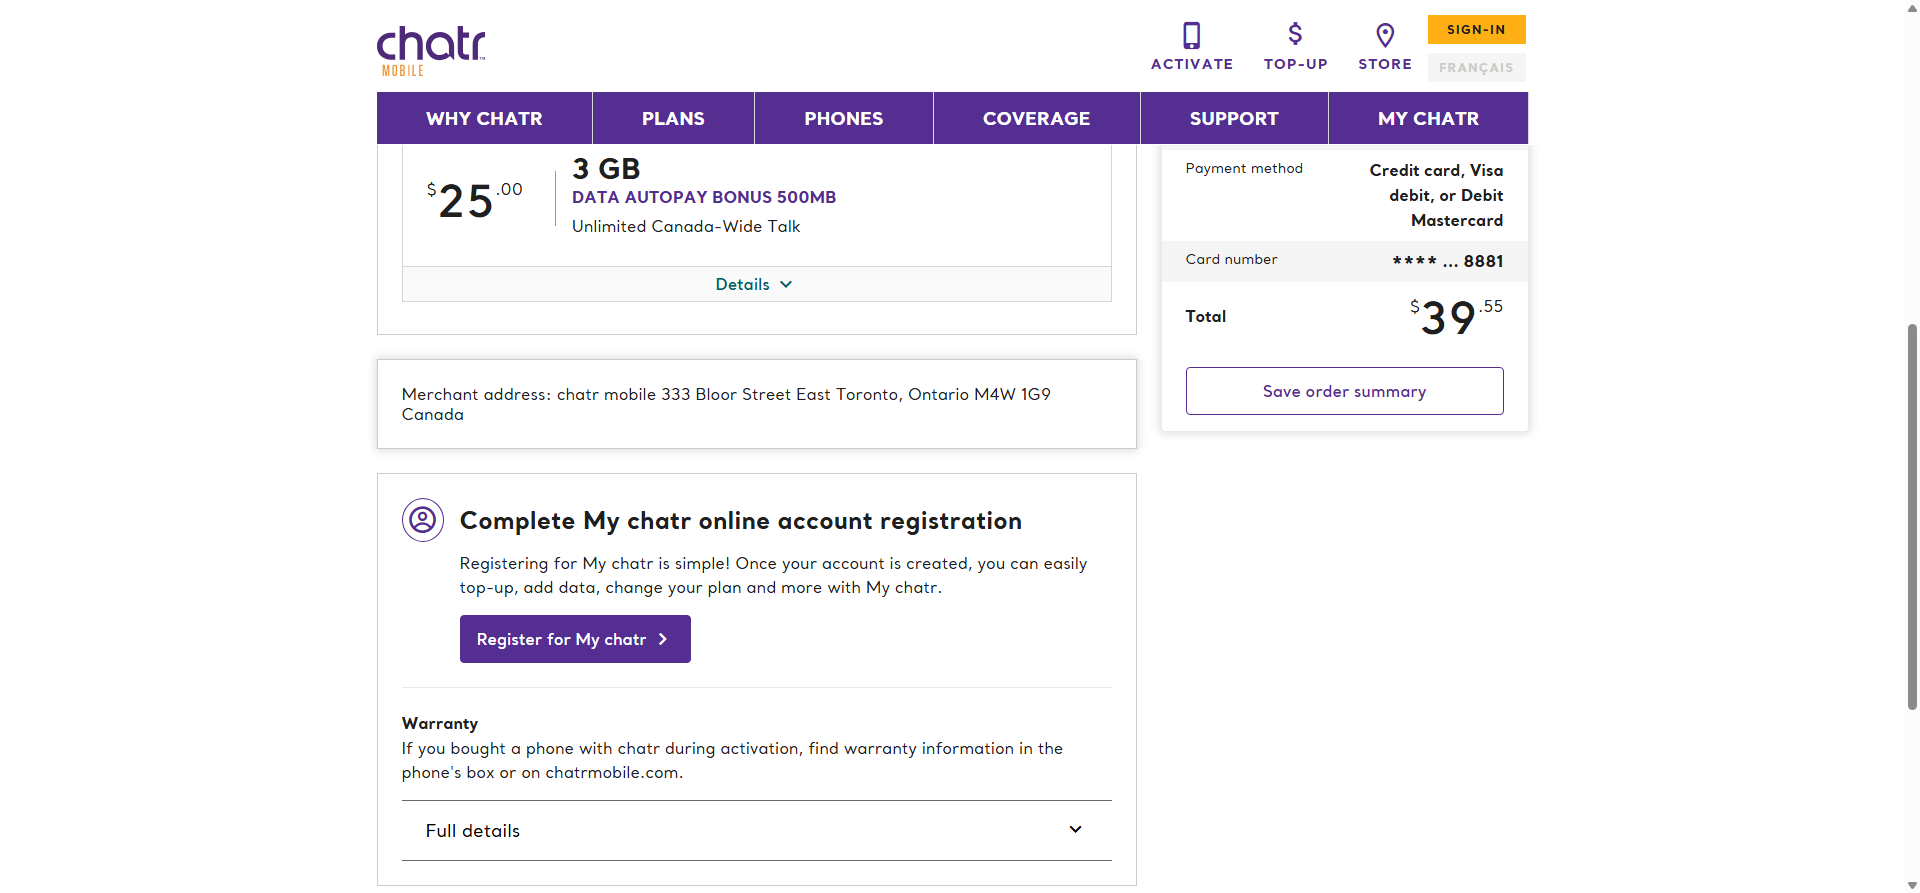 chatr
MOBILE
ACTIVATE
TOP-UP
STORE
SIGN-IN
FRANÇAIS
WHY CHATR
PLANS
PHONES
COVERAGE
SUPPORT
MY CHATR
$25.00
3 GB
DATA AUTOPAY BONUS 500MB
Unlimited Canada-Wide Talk
Details
Merchant address: chatr mobile 333 Bloor Street East Toronto, Ontario M4W 1G9
Canada
Complete My chatr online account registration
Registering for My chatr is simple! Once your account is created, you can easily
top-up, add data, change your plan and more with My chatr.
Register for My chatr
Warranty
If you bought a phone with chatr during activation, find warranty information in the
phone's box or on chatrmobile.com.
Full details
Payment method
Credit card, Visa
debit, or Debit
Mastercard
Card number
**** ... 8881
Total
$39.55
Save order summary